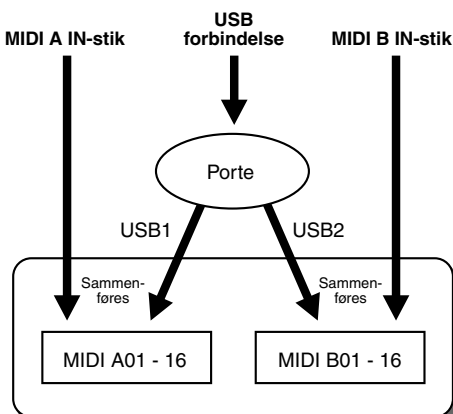 USB
forbindelse
MIDI A IN-stik
MIDI B IN-stik
Porte
USB1
USB2
Sammen-
føres
Sammen-
føres
MIDI A01 - 16
MIDI B01 - 16